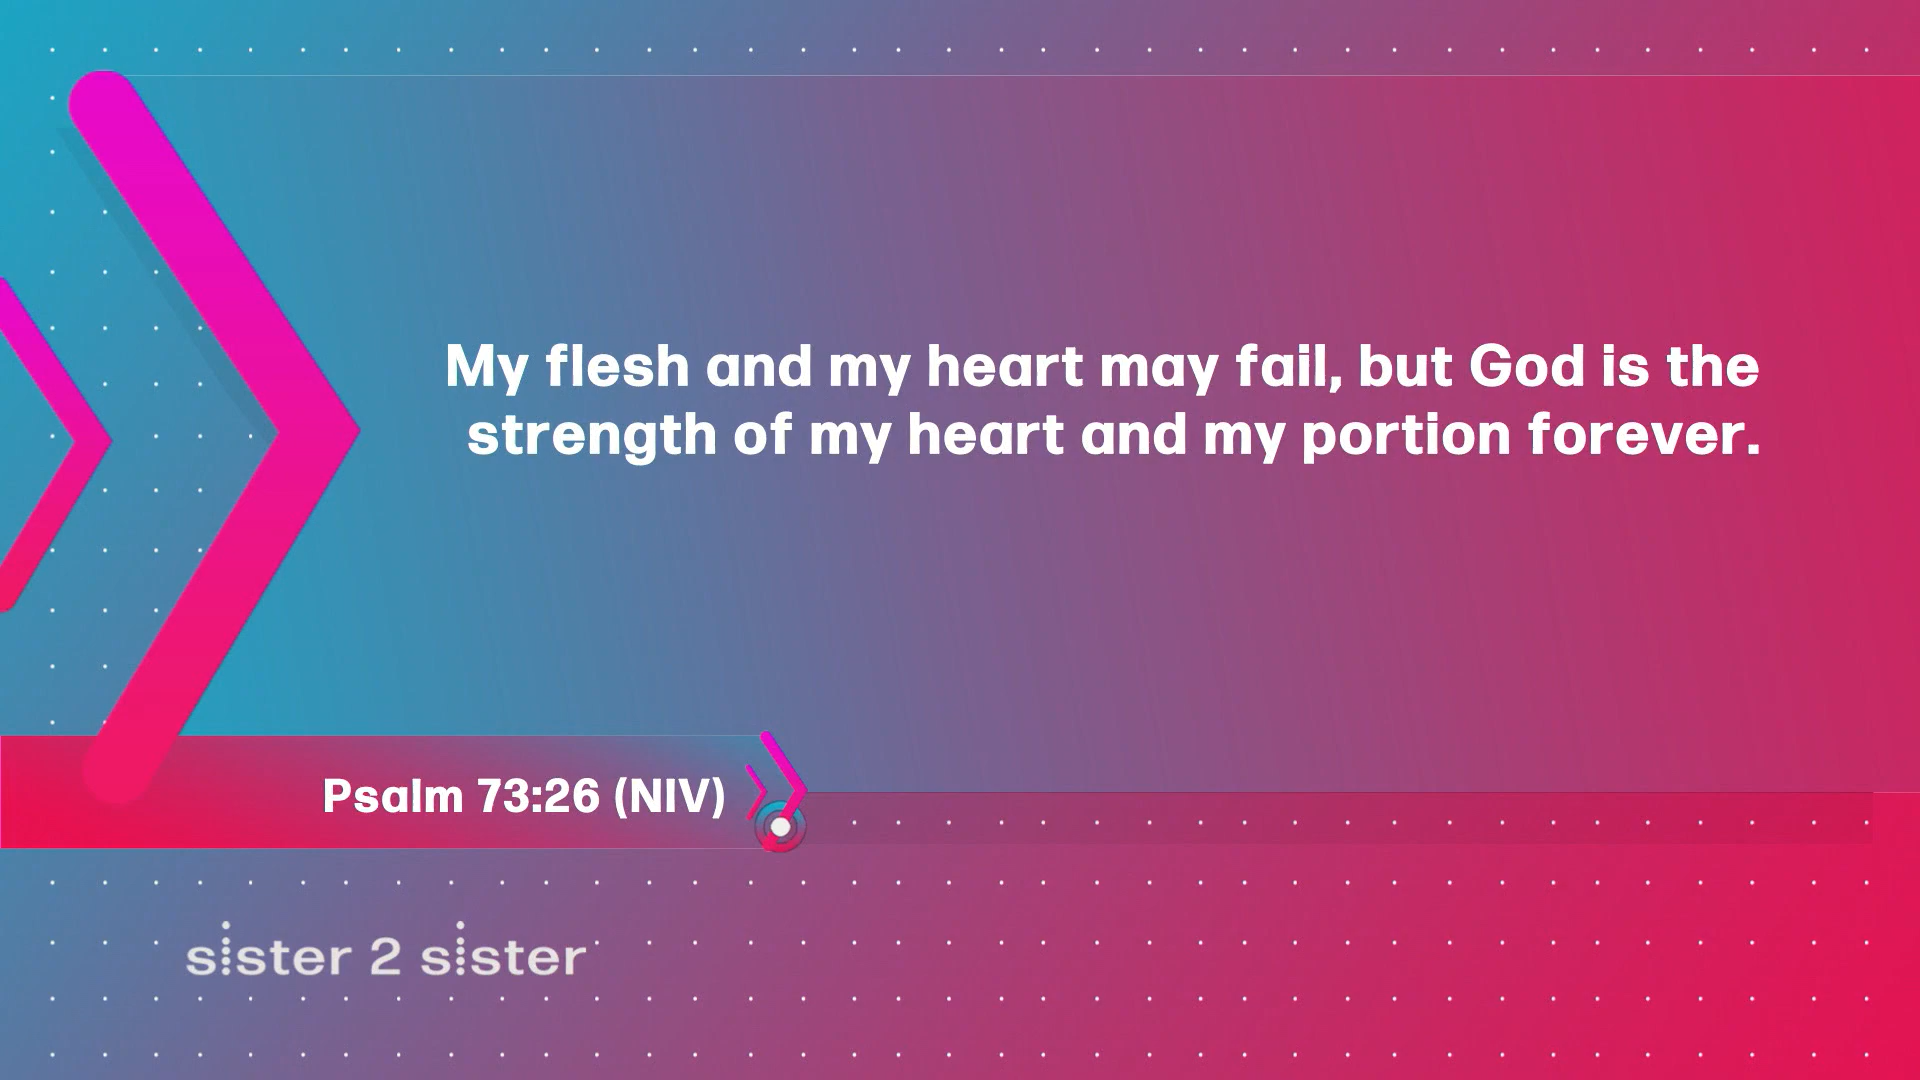 My flesh and my heart may fail, but God is the
strength of my heart and my portion forever.
Psalm 73:26 (NIV)
sister 2 sister